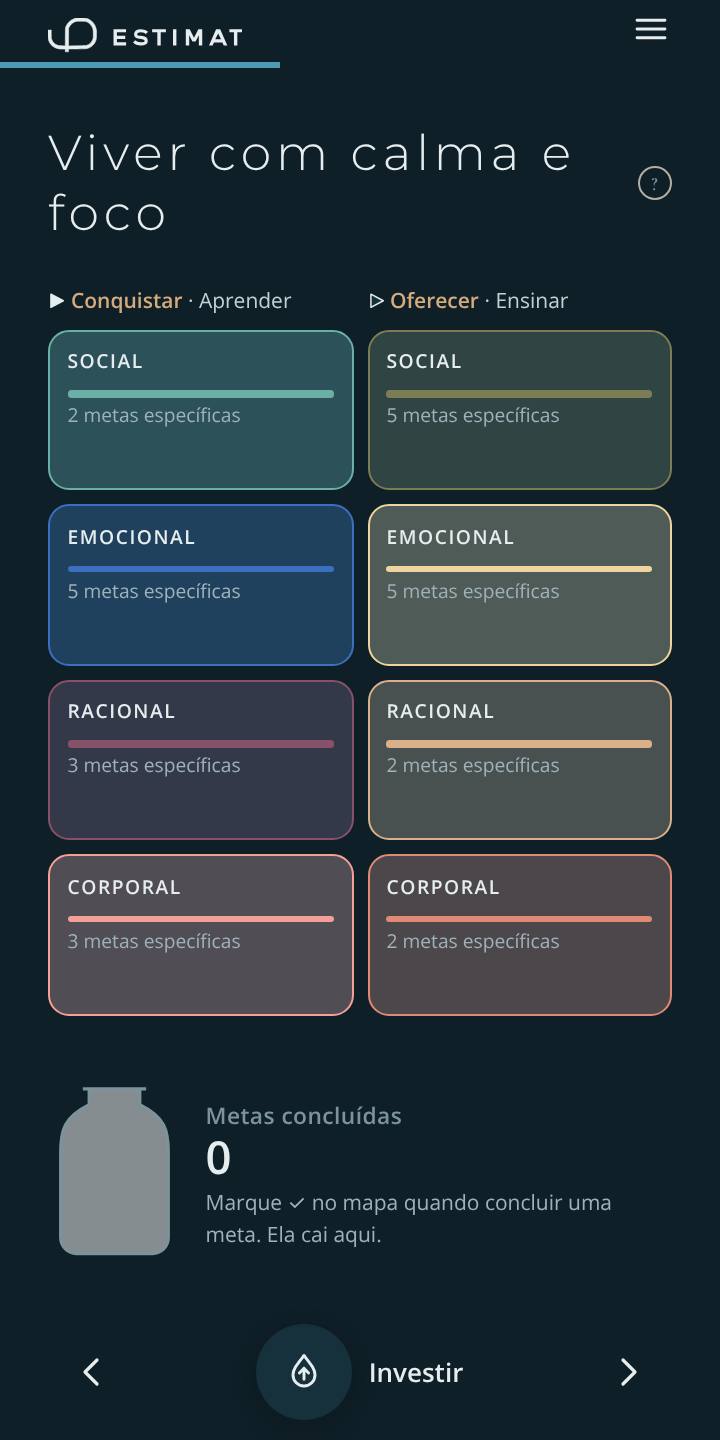 ESTIMAT
Viver com calma e
foco
?
Conquistar · Aprender
Oferecer · Ensinar
SOCIAL
2 metas específicas
SOCIAL
5 metas específicas
EMOCIONAL
5 metas específicas
EMOCIONAL
5 metas específicas
RACIONAL
3 metas específicas
RACIONAL
2 metas específicas
CORPORAL
3 metas específicas
CORPORAL
2 metas específicas
Metas concluídas
0
Marque ✓ no mapa quando concluir uma
meta. Ela cai aqui.
Investir